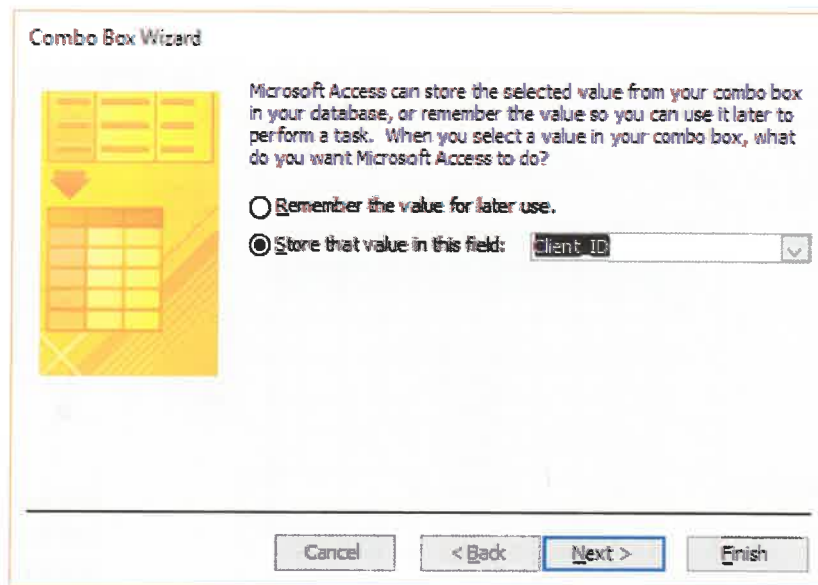 Combo Box Wizard
Microsoft Access can store the selected value from your combo box
in your database, or remember the value so you can use it later to
perform a task. When you select a value in your combo box, what
do you want Microsoft Access to do?
Remember the value for later use.
Store that value in this field: Client_ID
Cancel < Back Next > Finish